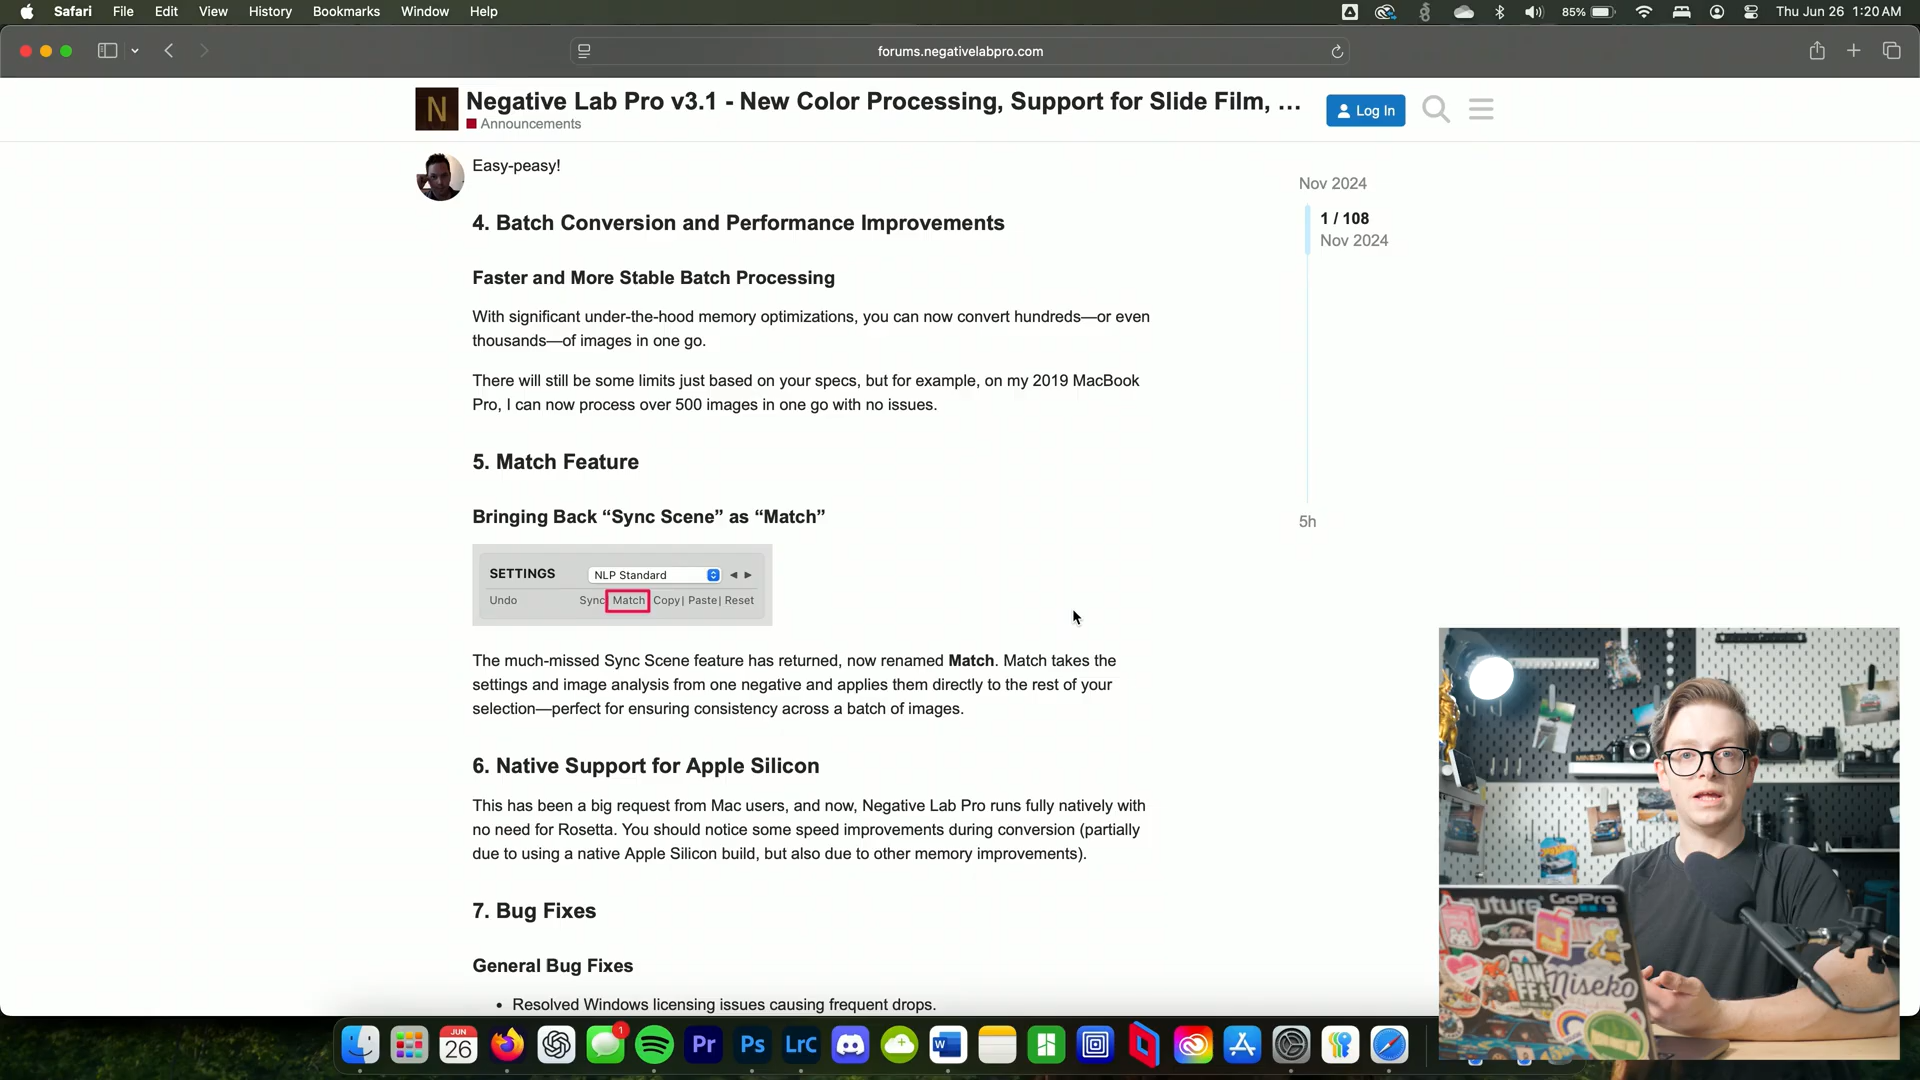 Safari File Edit View History Bookmarks Window Help
85% Thu Jun 26 1:20 AM
forums.negativelabpro.com
N
Negative Lab Pro v3.1 - New Color Processing, Support for Slide Film, …
Announcements
Log In
Easy-peasy!
4. Batch Conversion and Performance Improvements
Faster and More Stable Batch Processing
With significant under-the-hood memory optimizations, you can now convert hundreds—or even
thousands—of images in one go.
There will still be some limits just based on your specs, but for example, on my 2019 MacBook
Pro, I can now process over 500 images in one go with no issues.
5. Match Feature
Bringing Back “Sync Scene” as “Match”
SETTINGS NLP Standard
Undo Sync Match Copy| Paste| Reset
The much-missed Sync Scene feature has returned, now renamed Match. Match takes the
settings and image analysis from one negative and applies them directly to the rest of your
selection—perfect for ensuring consistency across a batch of images.
6. Native Support for Apple Silicon
This has been a big request from Mac users, and now, Negative Lab Pro runs fully natively with
no need for Rosetta. You should notice some speed improvements during conversion (partially
due to using a native Apple Silicon build, but also due to other memory improvements).
7. Bug Fixes
General Bug Fixes
• Resolved Windows licensing issues causing frequent drops.
Nov 2024
1 / 108
Nov 2024
5h
MINOLTA
GoPro
Niseko
JUN
26
1
Pr
Ps
LrC
W